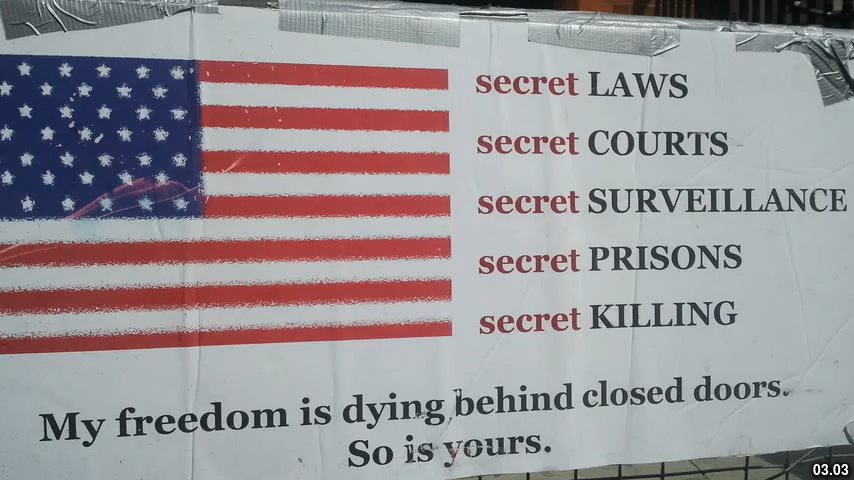 secret LAWS
secret COURTS
secret SURVEILLANCE
secret PRISONS
secret KILLING
My freedom is dying behind closed doors.
So is yours.
03.03